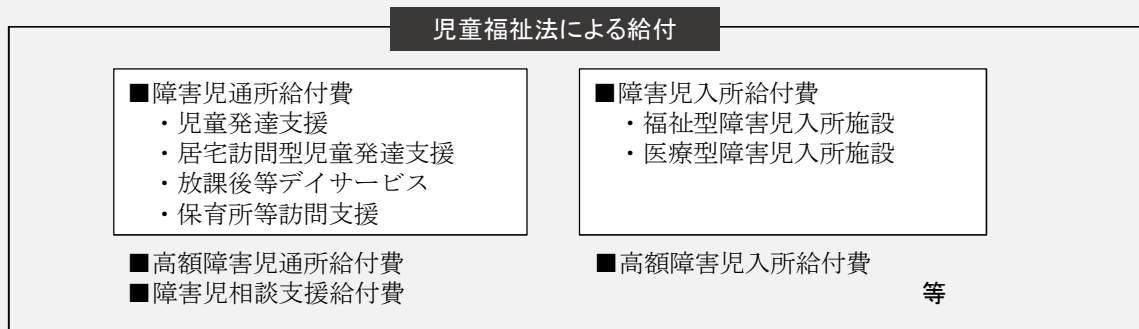 児童福祉法による給付
■障害児通所給付費
・児童発達支援
・居宅訪問型児童発達支援
・放課後等デイサービス
・保育所等訪問支援
■障害児入所給付費
・福祉型障害児入所施設
・医療型障害児入所施設
■高額障害児通所給付費
■障害児相談支援給付費
■高額障害児入所給付費
等